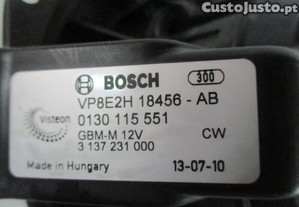 CustoJusto.pt
BOSCH
300
VP8E2H 18456 - AB
Visteon
0130 115 551
GBM-M 12V
CW
3 137 231 000
Made in Hungary
13-07-10